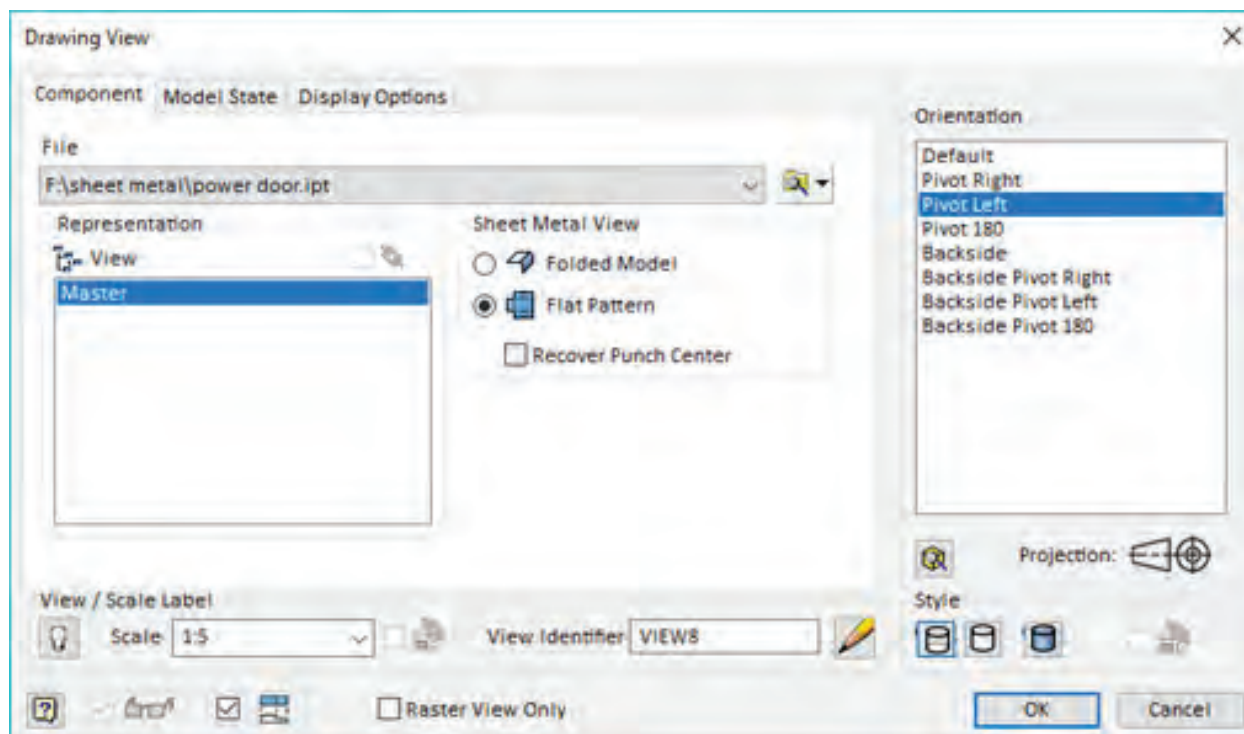 Drawing View
Component Model State Display Options
File
F:\sheet metal\power door.ipt
Representation
View
Master
Sheet Metal View
Folded Model
Flat Pattern
Recover Punch Center
View / Scale Label
Scale 1:5
View Identifier VIEW8
Raster View Only
Orientation
Default
Pivot Right
Pivot Left
Pivot 180
Backside
Backside Pivot Right
Backside Pivot Left
Backside Pivot 180
Projection:
Style
OK Cancel